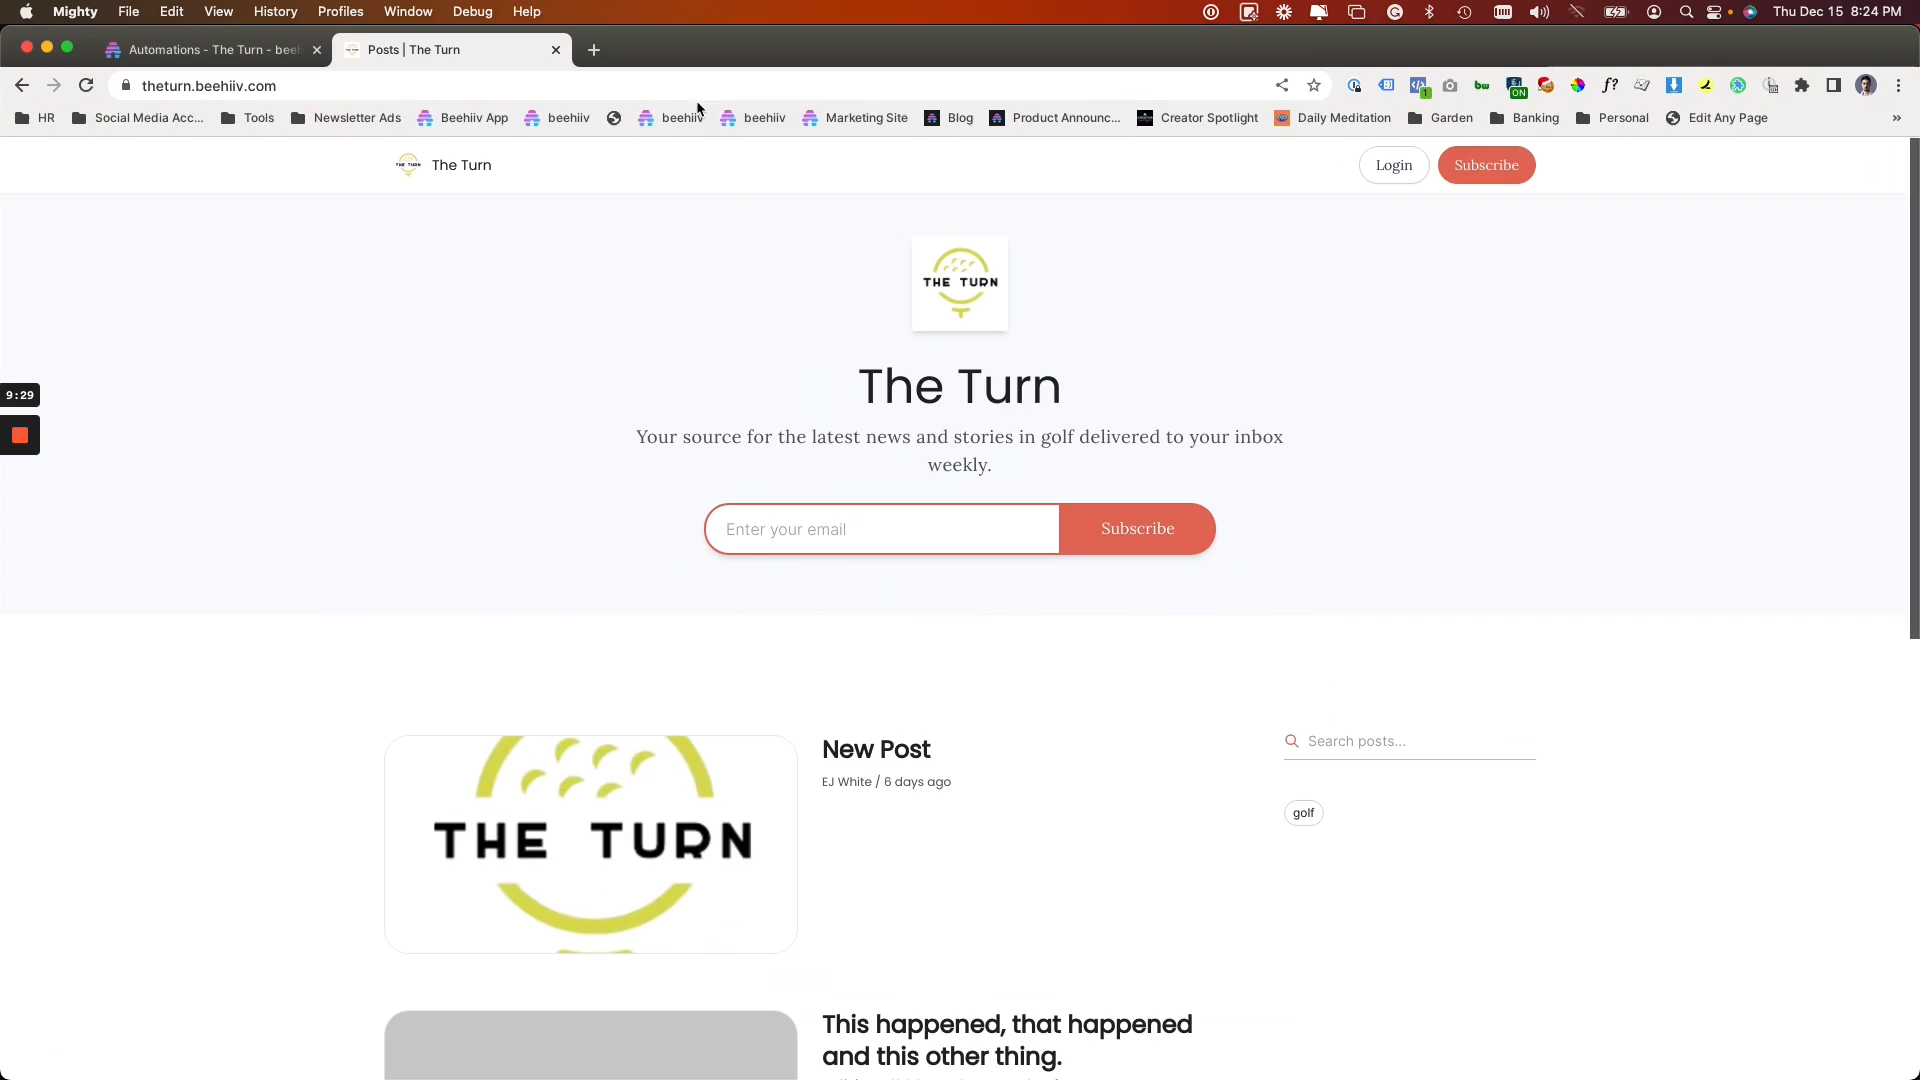 Mighty File Edit View History Profiles Window Debug Help Thu Dec 15 8:24 PM
Automations - The Turn - beeh
Posts | The Turn
theturn.beehiiv.com
1 bw ON f?
HR Social Media Acc... Tools Newsletter Ads Beehiiv App beehiiv beehiiv beehiiv Marketing Site Blog Product Announc... Creator Spotlight Daily Meditation Garden Banking Personal Edit Any Page »
THE TURN The Turn Login Subscribe
THE TURN
9:29
The Turn
Your source for the latest news and stories in golf delivered to your inbox
weekly.
Enter your email Subscribe
New Post
EJ White / 6 days ago
Search posts...
golf
THE TURN
This happened, that happened
and this other thing.